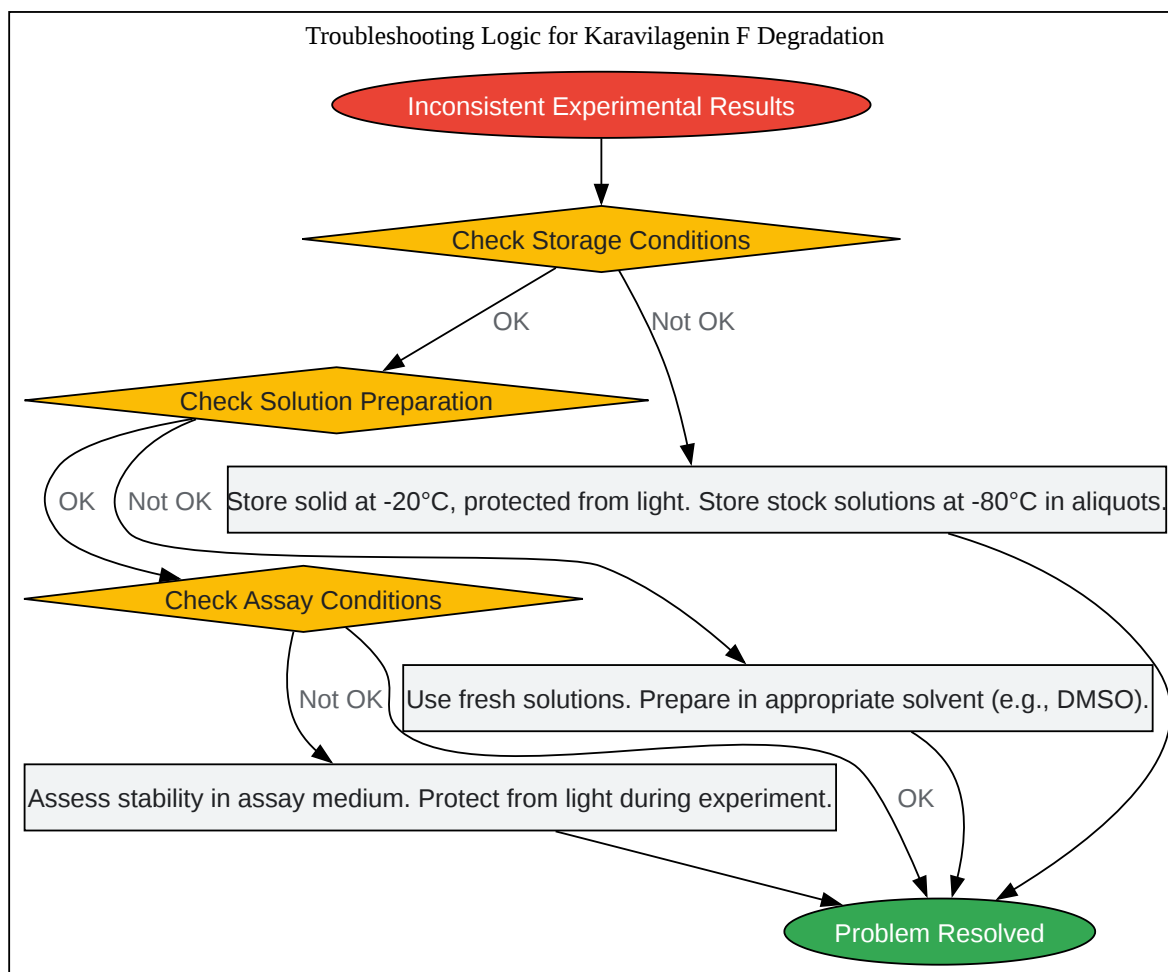 Troubleshooting Logic for Karavilagenin F Degradation
Inconsistent Experimental Results
Check Storage Conditions
OK
Not OK
Check Solution Preparation
Store solid at -20°C, protected from light. Store stock solutions at -80°C in aliquots.
OK
Not OK
Check Assay Conditions
Use fresh solutions. Prepare in appropriate solvent (e.g., DMSO).
Not OK
Assess stability in assay medium. Protect from light during experiment.
OK
Problem Resolved